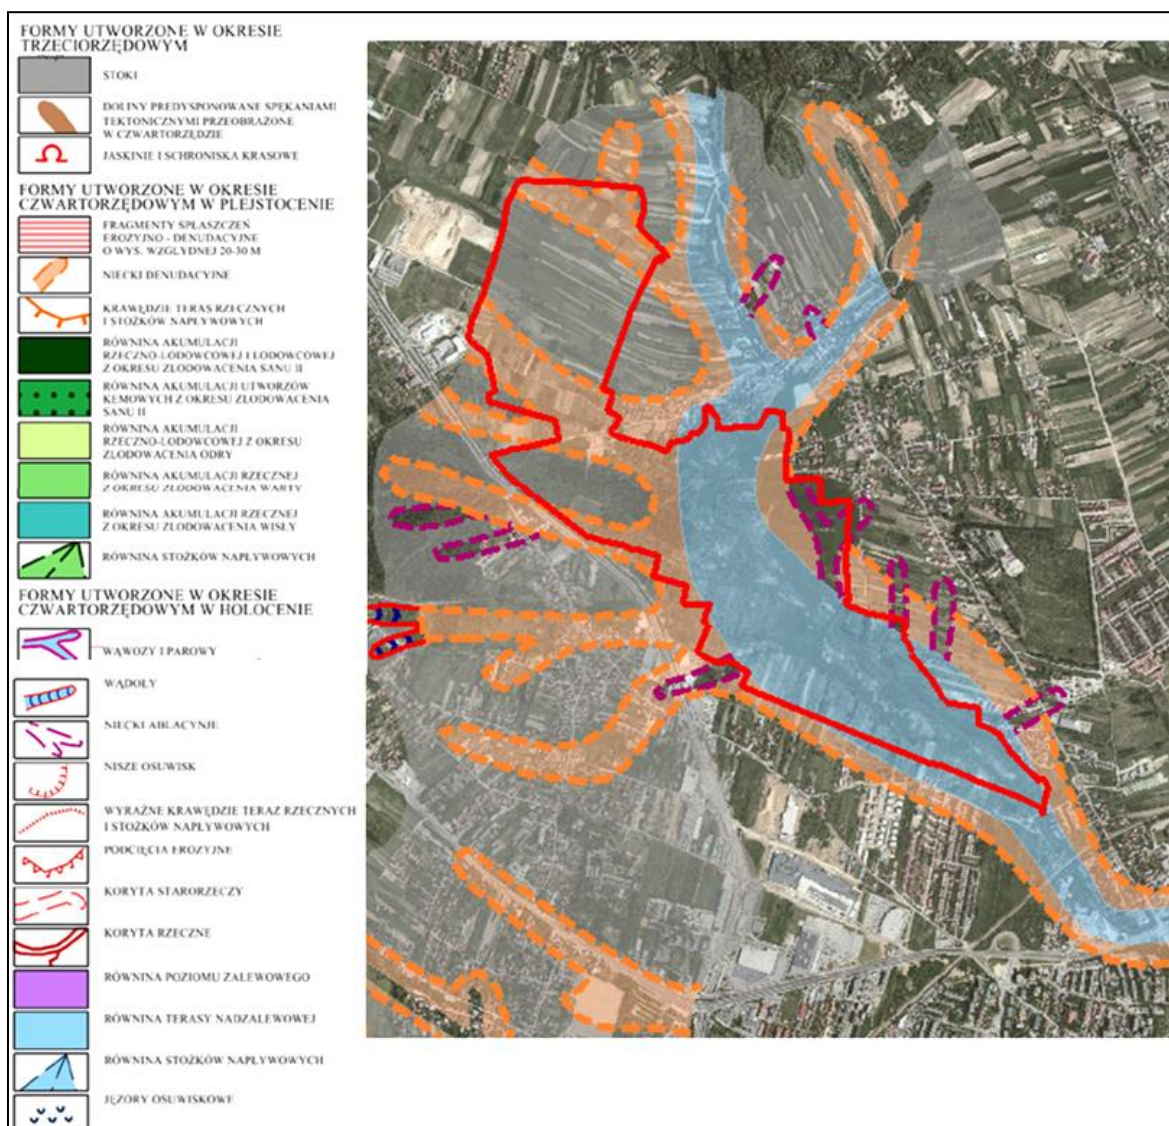 FORMY UTWORZONE W OKRESIE
TRZECIORZĘDOWYM
STOKI
DOLINY PREDYSPONOWANE SPĘKANIAMI
TEKTONICZNYMI PRZEOBRAŻONE
W CZWARTORZĘDZIE
JASKINIE I SCHRONISKA KRASOWE
FORMY UTWORZONE W OKRESIE
CZWARTORZĘDOWYM W PLEJSTOCENIE
FRAGMENTY SPŁASZCZEŃ
EROZYJNO - DENUDACYJNE
O WYS. WZGLYDNEJ 20-30 M
NIECKI DENUDACYJNE
KRAWĘDZIE TERAS RZECZNYCH
I STOŻKÓW NAPŁYWOWYCH
RÓWNINA AKUMULACJI
RZECZNO-LODOWCOWEJ I LODOWCOWEJ
Z OKRESU ZLODOWACENIA SANU II
RÓWNINA AKUMULACJI UTWORZÓW
KEMOWYCH Z OKRESU ZLODOWACENIA
SANU II
RÓWNINA AKUMULACJI
RZECZNO-LODOWCOWEJ Z OKRESU
ZLODOWACENIA ODRY
RÓWNINA AKUMULACJI RZECZNEJ
Z OKRESU ZLODOWACENIA WARTY
RÓWNINA AKUMULACJI RZECZNEJ
Z OKRESU ZLODOWACENIA WISŁY
RÓWNINA STOŻKÓW NAPŁYWOWYCH
FORMY UTWORZONE W OKRESIE
CZWARTORZĘDOWYM W HOLOCENIE
WĄWOZY I PAROWY
WĄDOŁY
NIECKI ABLACYNJE
NISZE OSUWISK
WYRAŹNE KRAWĘDZIE TERAZ RZECZNYCH
I STOŻKÓW NAPŁYWOWYCH
PODCIĘCIA EROZYJNE
KORYTA STARORZECZY
KORYTA RZECZNE
RÓWNINA POZIOMU ZALEWOWEGO
RÓWNINA TERASY NADZALEWOWEJ
RÓWNINA STOŻKÓW NAPŁYWOWYCH
JĘZORY OSUWISKOWE